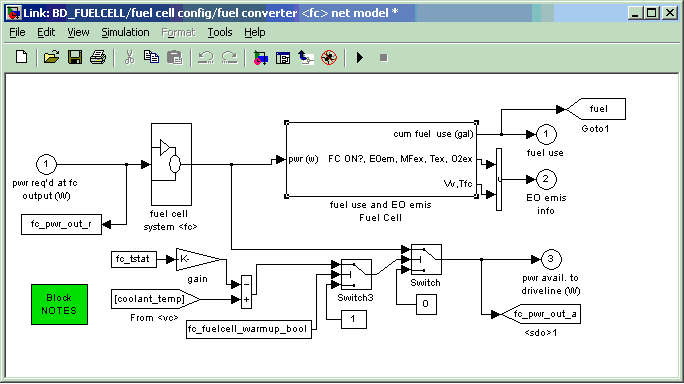 Link: BD_FUELCELL/fuel cell config/fuel converter <fc> net model *
File Edit View Simulation Format Tools Help
fuel
Goto1
cum fuel use (gal)
1
fuel use
1
pwr req'd at fc
output (W)
pwr (w)
FC ON?, EOem, MFex, Tex, O2ex
2
EO emis
info
Vv,Tfc
fuel cell
system <fc>
fuel use and EO emis
Fuel Cell
fc_pwr_out_r
fc_tstat
K-
gain
3
pwr avail. to
driveline (W)
Switch
Block
NOTES
[coolant_temp]
From <vc>
−
+
Switch3
0
fc_pwr_out_a
<sdo>1
fc_fuelcell_warmup_bool
1